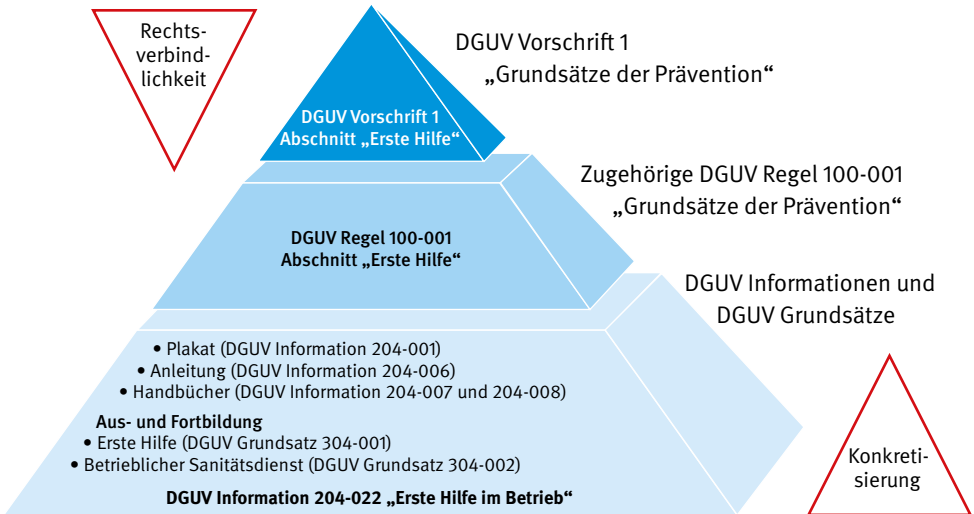 Rechts-
verbind-
lichkeit
DGUV Vorschrift 1
„Grundsätze der Prävention“
DGUV Vorschrift 1
Abschnitt „Erste Hilfe“
Zugehörige DGUV Regel 100-001
„Grundsätze der Prävention“
DGUV Regel 100-001
Abschnitt „Erste Hilfe“
DGUV Informationen und
DGUV Grundsätze
• Plakat (DGUV Information 204-001)
• Anleitung (DGUV Information 204-006)
• Handbücher (DGUV Information 204-007 und 204-008)
Aus- und Fortbildung
• Erste Hilfe (DGUV Grundsatz 304-001)
• Betrieblicher Sanitätsdienst (DGUV Grundsatz 304-002)
DGUV Information 204-022 „Erste Hilfe im Betrieb“
Konkreti-
sierung